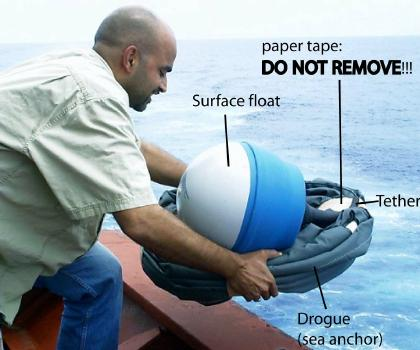 paper tape:
DO NOT REMOVE!!!
Surface float
Tether
Drogue
(sea anchor)